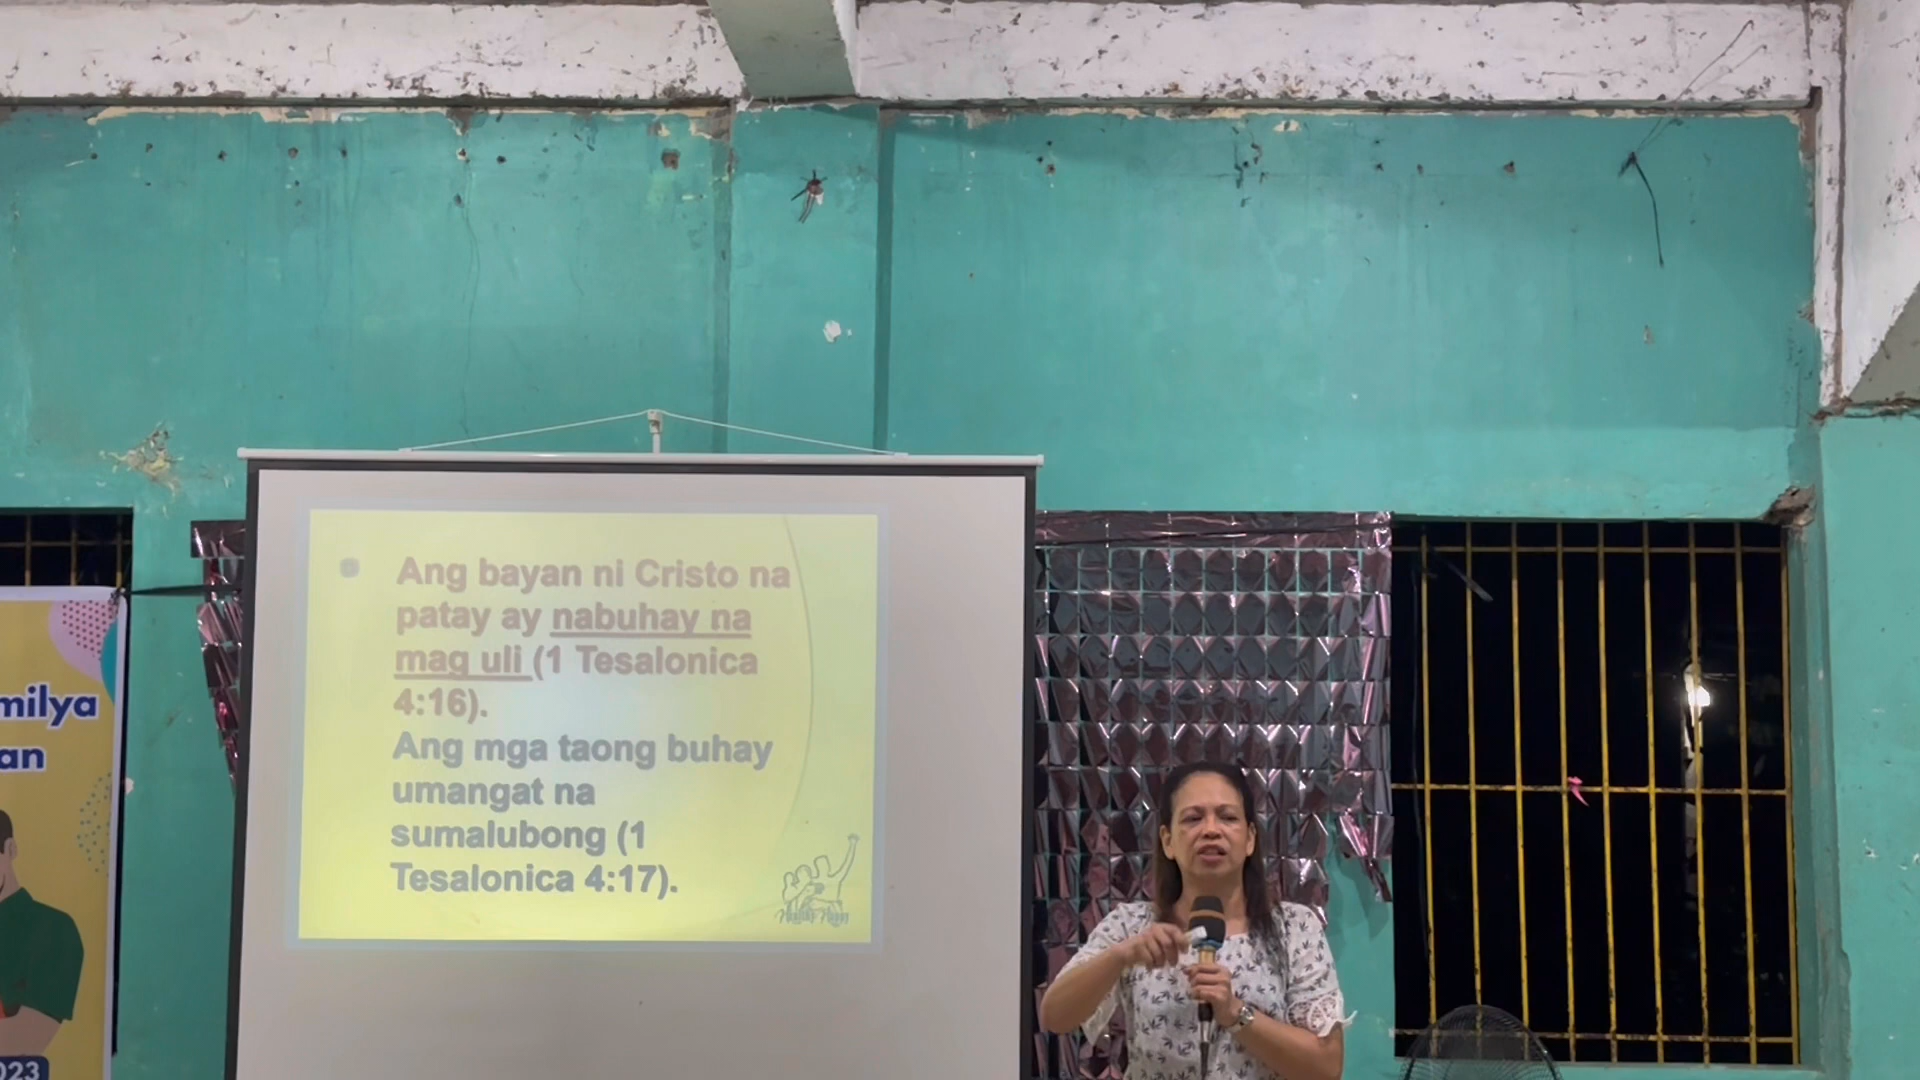 Ang bayan ni Cristo na
patay ay nabuhay na
mag uli (1 Tesalonica
4:16).
Ang mga taong buhay
umangat na
sumalubong (1
Tesalonica 4:17).
milya
an
023